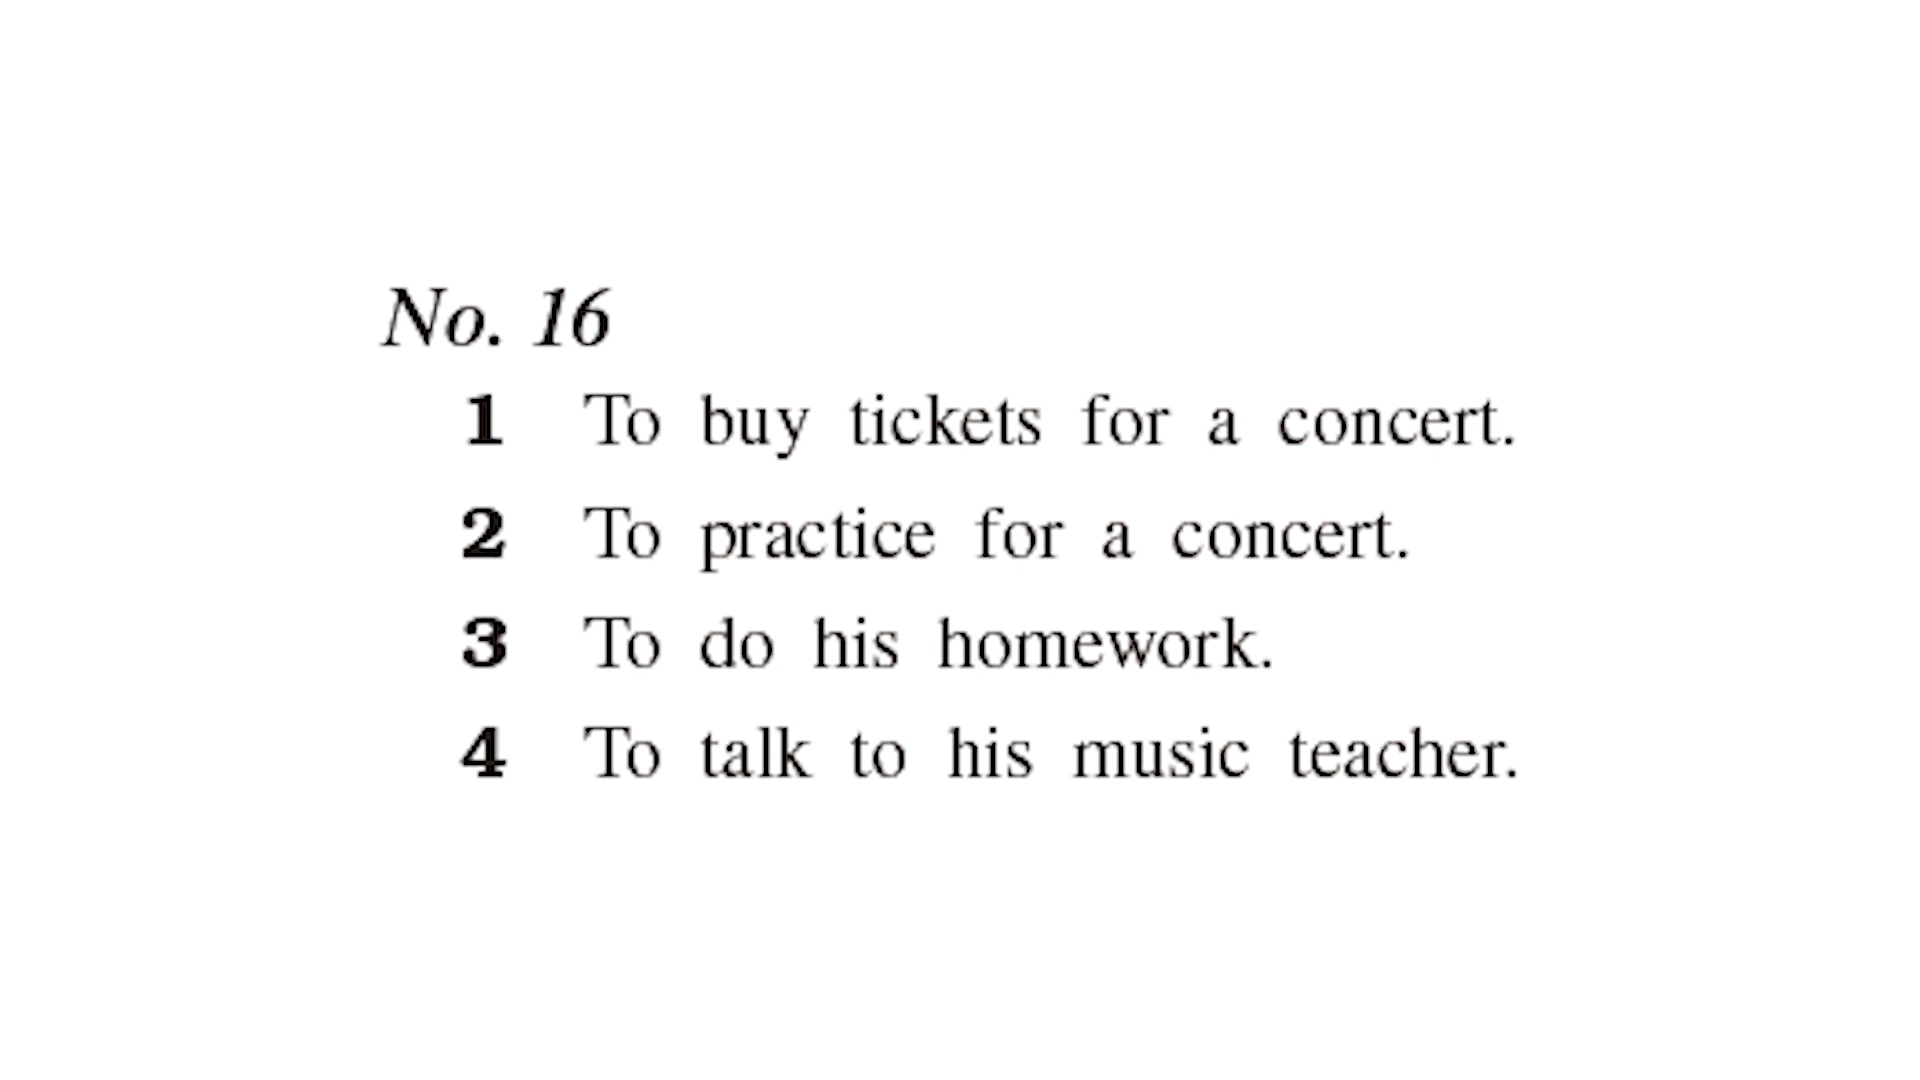 No. 16
1 To buy tickets for a concert.
2 To practice for a concert.
3 To do his homework.
4 To talk to his music teacher.